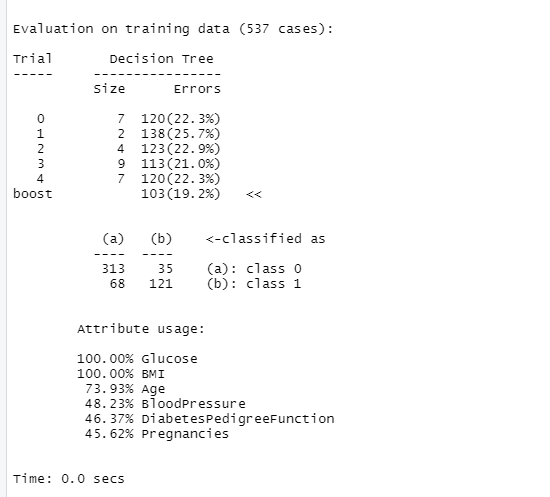 Evaluation on training data (537 cases):
Trial Decision Tree
----- ----------------
Size Errors
0 7 120(22.3%)
1 2 138(25.7%)
2 4 123(22.9%)
3 9 113(21.0%)
4 7 120(22.3%)
boost 103(19.2%) <<
(a) (b) <-classified as
---- ----
313 35 (a): class 0
68 121 (b): class 1
Attribute usage:
100.00% Glucose
100.00% BMI
73.93% Age
48.23% BloodPressure
46.37% DiabetesPedigreeFunction
45.62% Pregnancies
Time: 0.0 secs